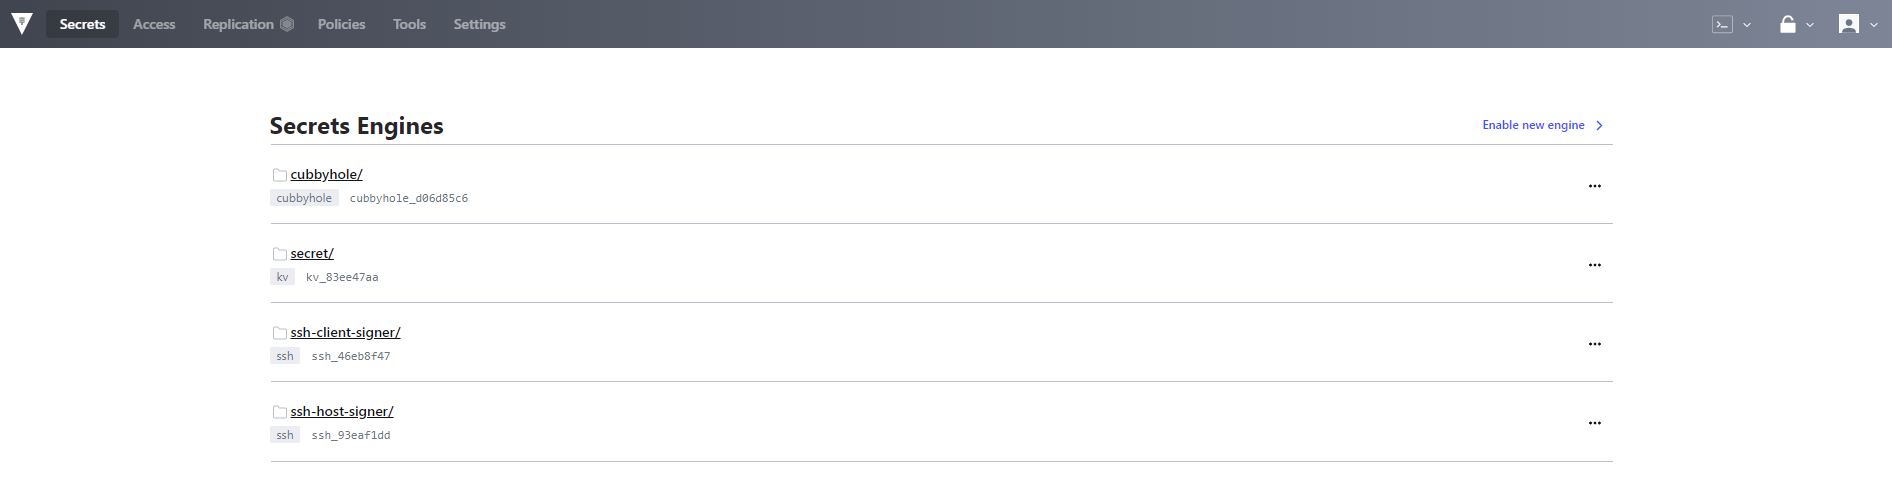 Secrets Access Replication Policies Tools Settings
Secrets Engines Enable new engine
cubbyhole/
cubbyhole cubbyhole_d06d85c6
secret/
kv kv_83ee47aa
ssh-client-signer/
ssh ssh_46eb8f47
ssh-host-signer/
ssh ssh_93eaf1dd